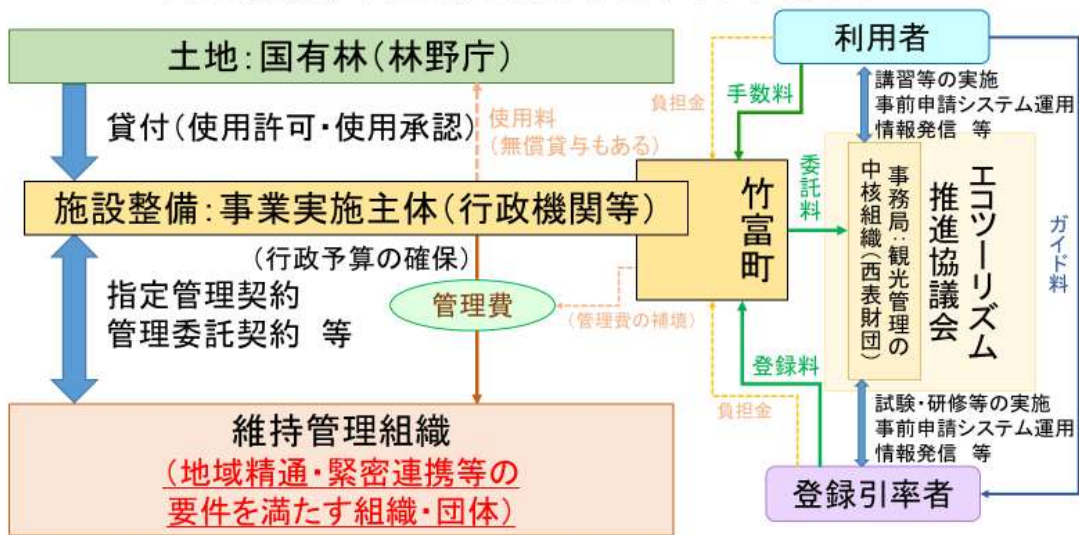 土地：国有林（林野庁）
貸付（使用許可・使用承認）
使用料
（無償貸与もある）
施設整備：事業実施主体（行政機関等）
（行政予算の確保）
指定管理契約
管理委託契約　等
管理費
（管理費の補填）
維持管理組織
（地域精通・緊密連携等の
要件を満たす組織・団体）
利用者
負担金
手数料
講習等の実施
事前申請システム運用
情報発信　等
竹富町
委託料
エコツーリズム
推進協議会
事務局：観光管理の
中核組織（西表財団）
ガイド料
登録料
負担金
試験・研修等の実施
事前申請システム運用
情報発信　等
登録引率者